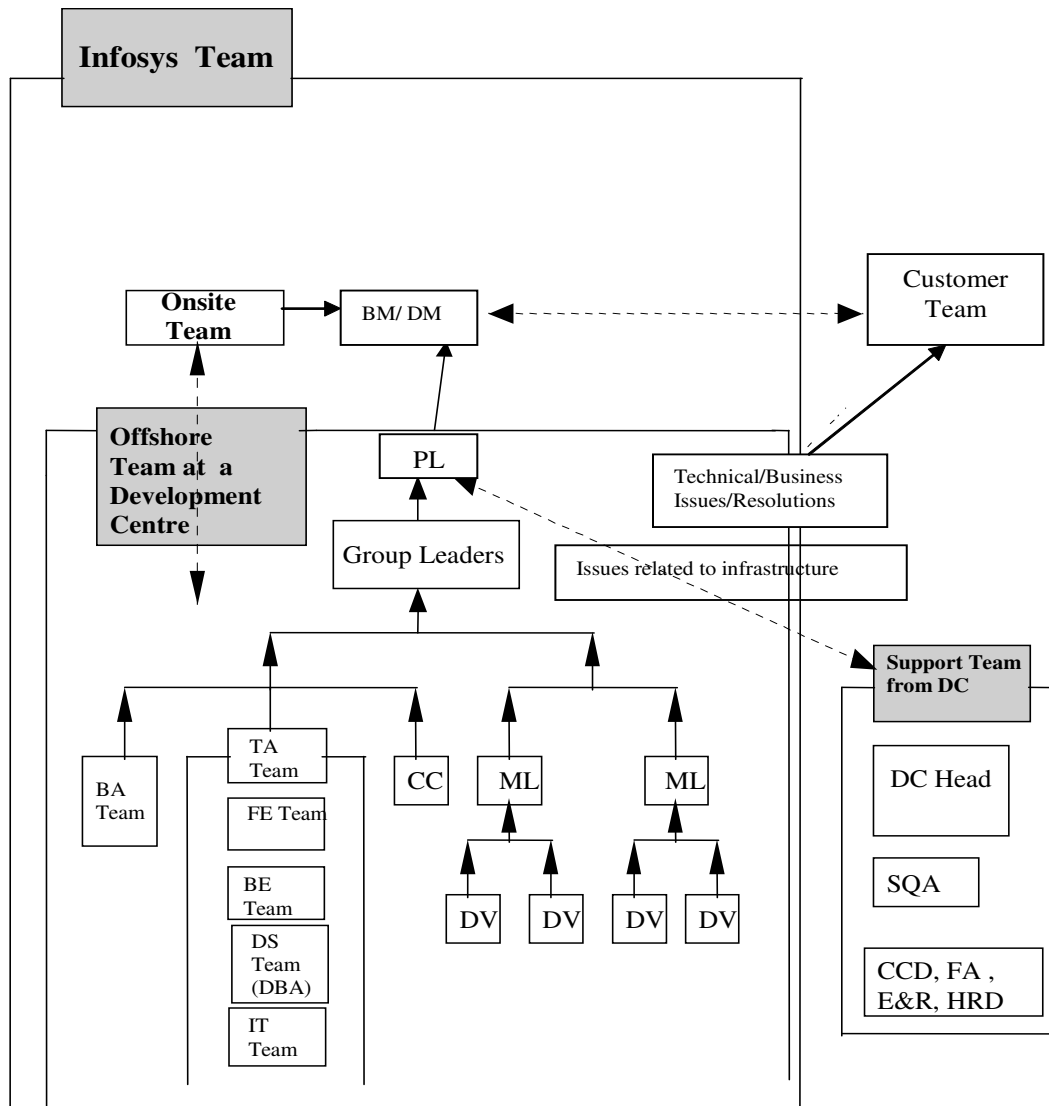 Infosys Team
Onsite
Team
BM/ DM
Customer
Team
Offshore
Team at a
Development
Centre
PL
Technical/Business
Issues/Resolutions
Group Leaders
Issues related to infrastructure
Support Team
from DC
TA
Team
BA
Team
CC
ML
ML
DC Head
FE Team
BE
Team
SQA
DV
DV
DV
DV
DS
Team
(DBA)
CCD, FA ,
E&R, HRD
IT
Team